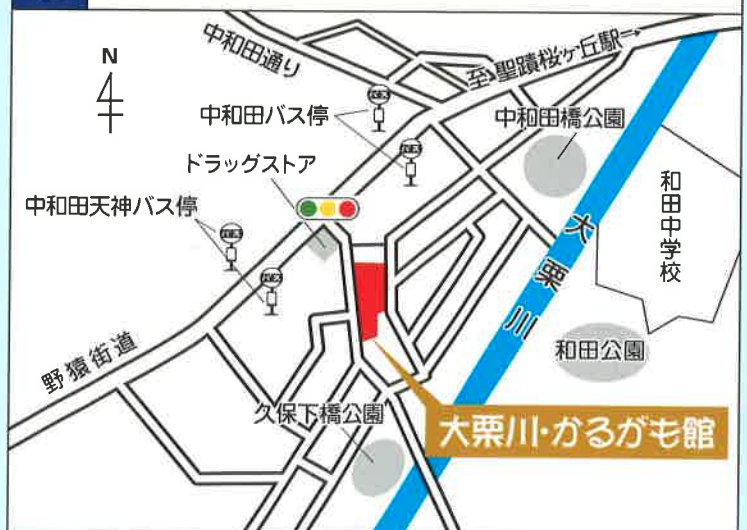 N
中和田通り
至 聖蹟桜ヶ丘駅→
中和田バス停
中和田橋公園
ドラッグストア
中和田天神バス停
和田中学校
大栗川
野猿街道
和田公園
久保下橋公園
大栗川・かるがも館